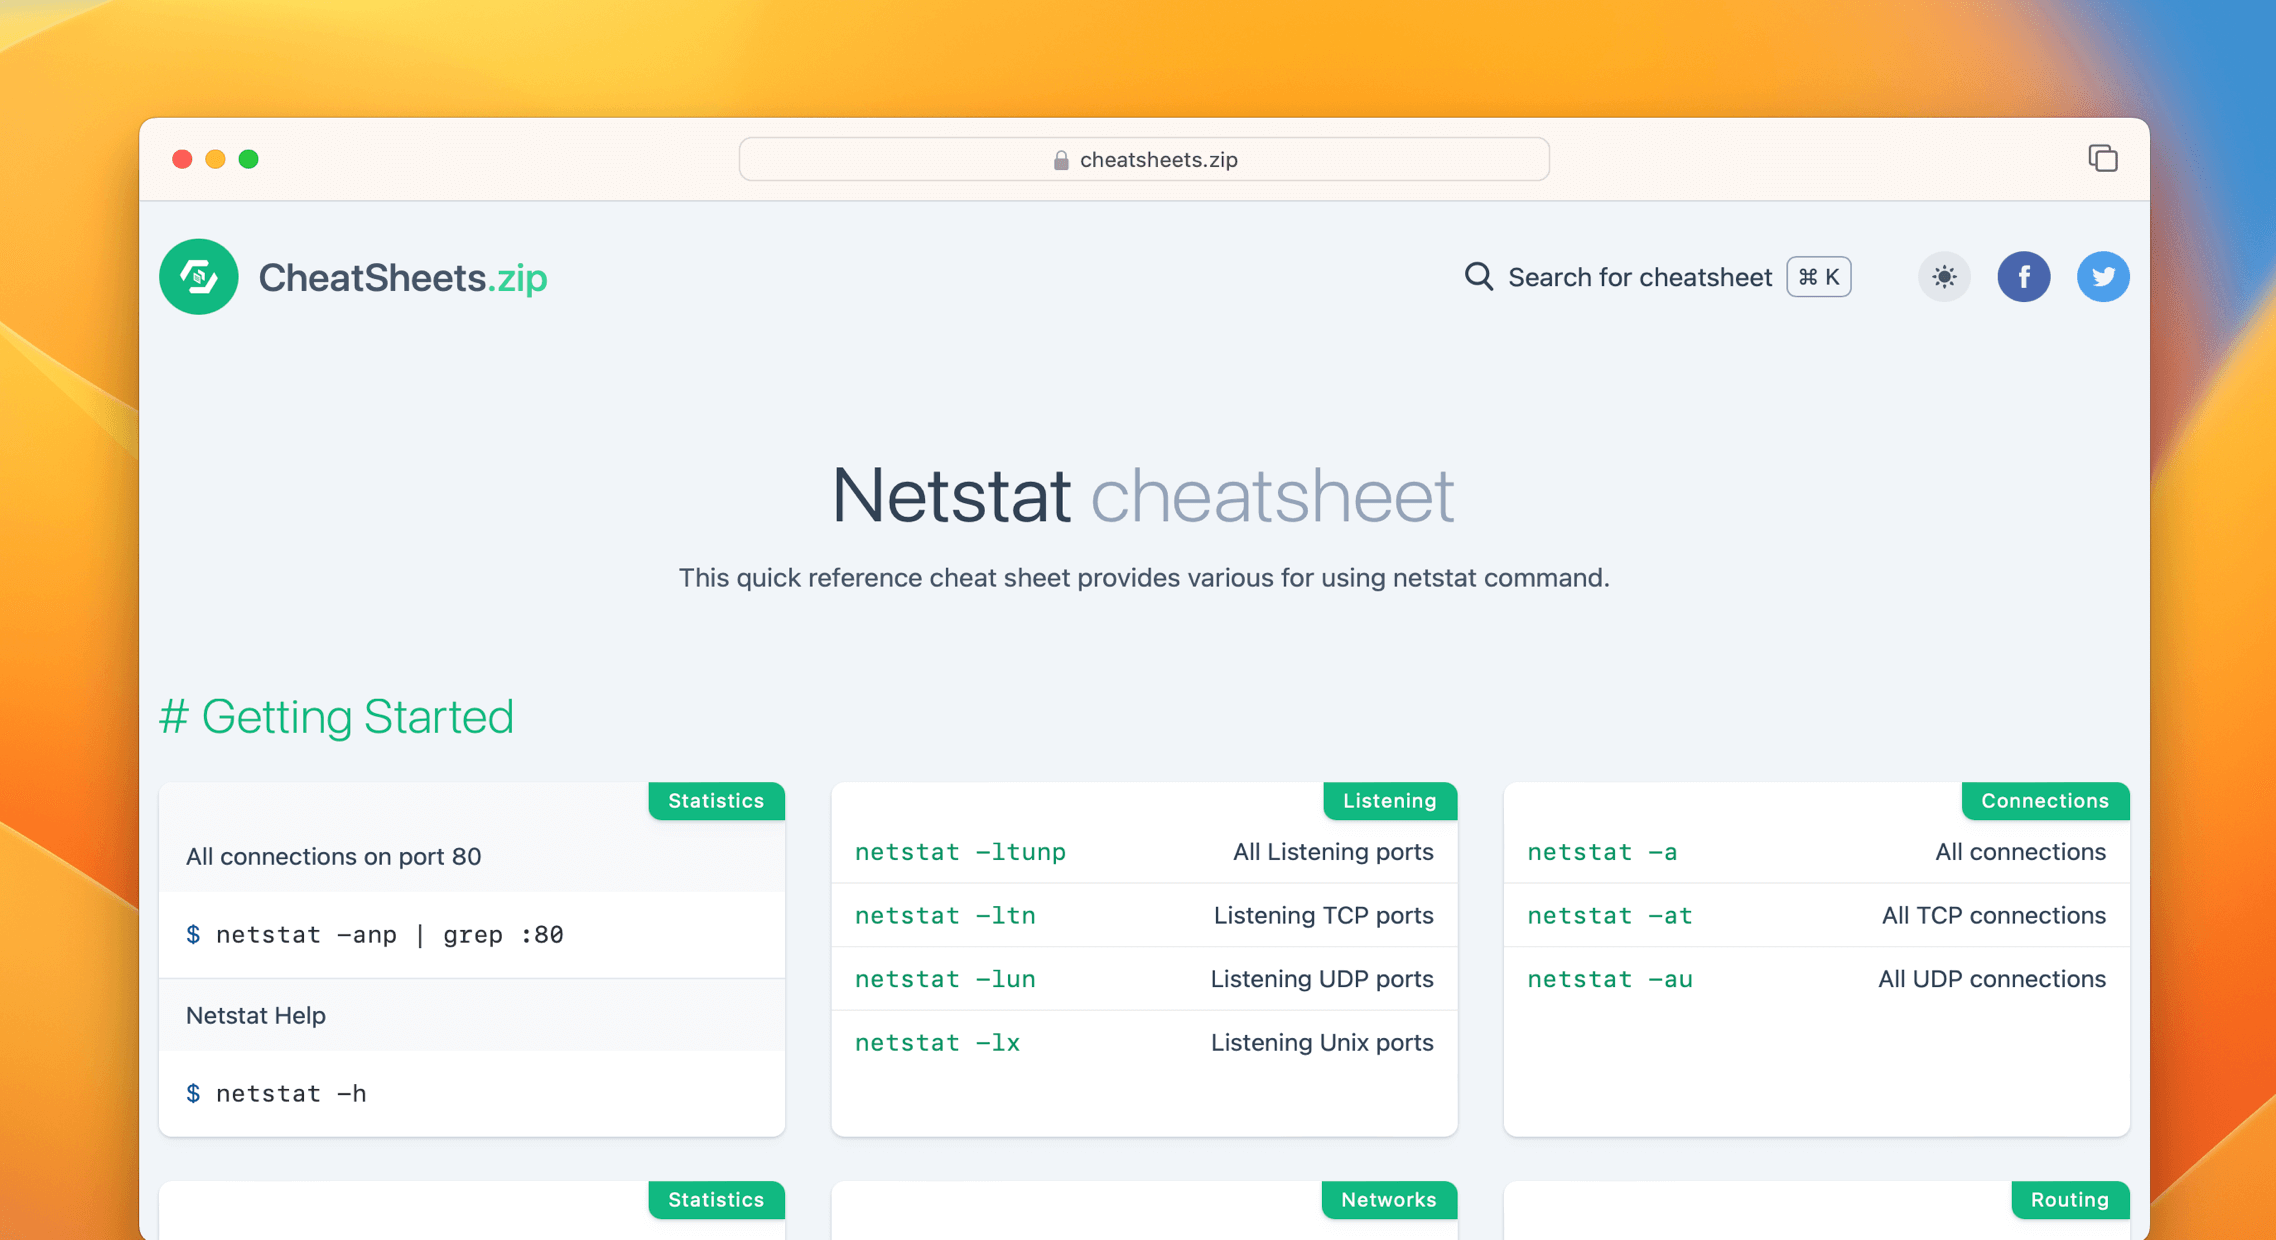 cheatsheets.zip
CheatSheets.zip
Search for cheatsheet ⌘ K
Netstat cheatsheet
This quick reference cheat sheet provides various for using netstat command.
# Getting Started
Statistics
All connections on port 80
$ netstat -anp | grep :80
Netstat Help
$ netstat -h
Listening
netstat -ltunp All Listening ports
netstat -ltn Listening TCP ports
netstat -lun Listening UDP ports
netstat -lx Listening Unix ports
Connections
netstat -a All connections
netstat -at All TCP connections
netstat -au All UDP connections
Statistics
Networks
Routing